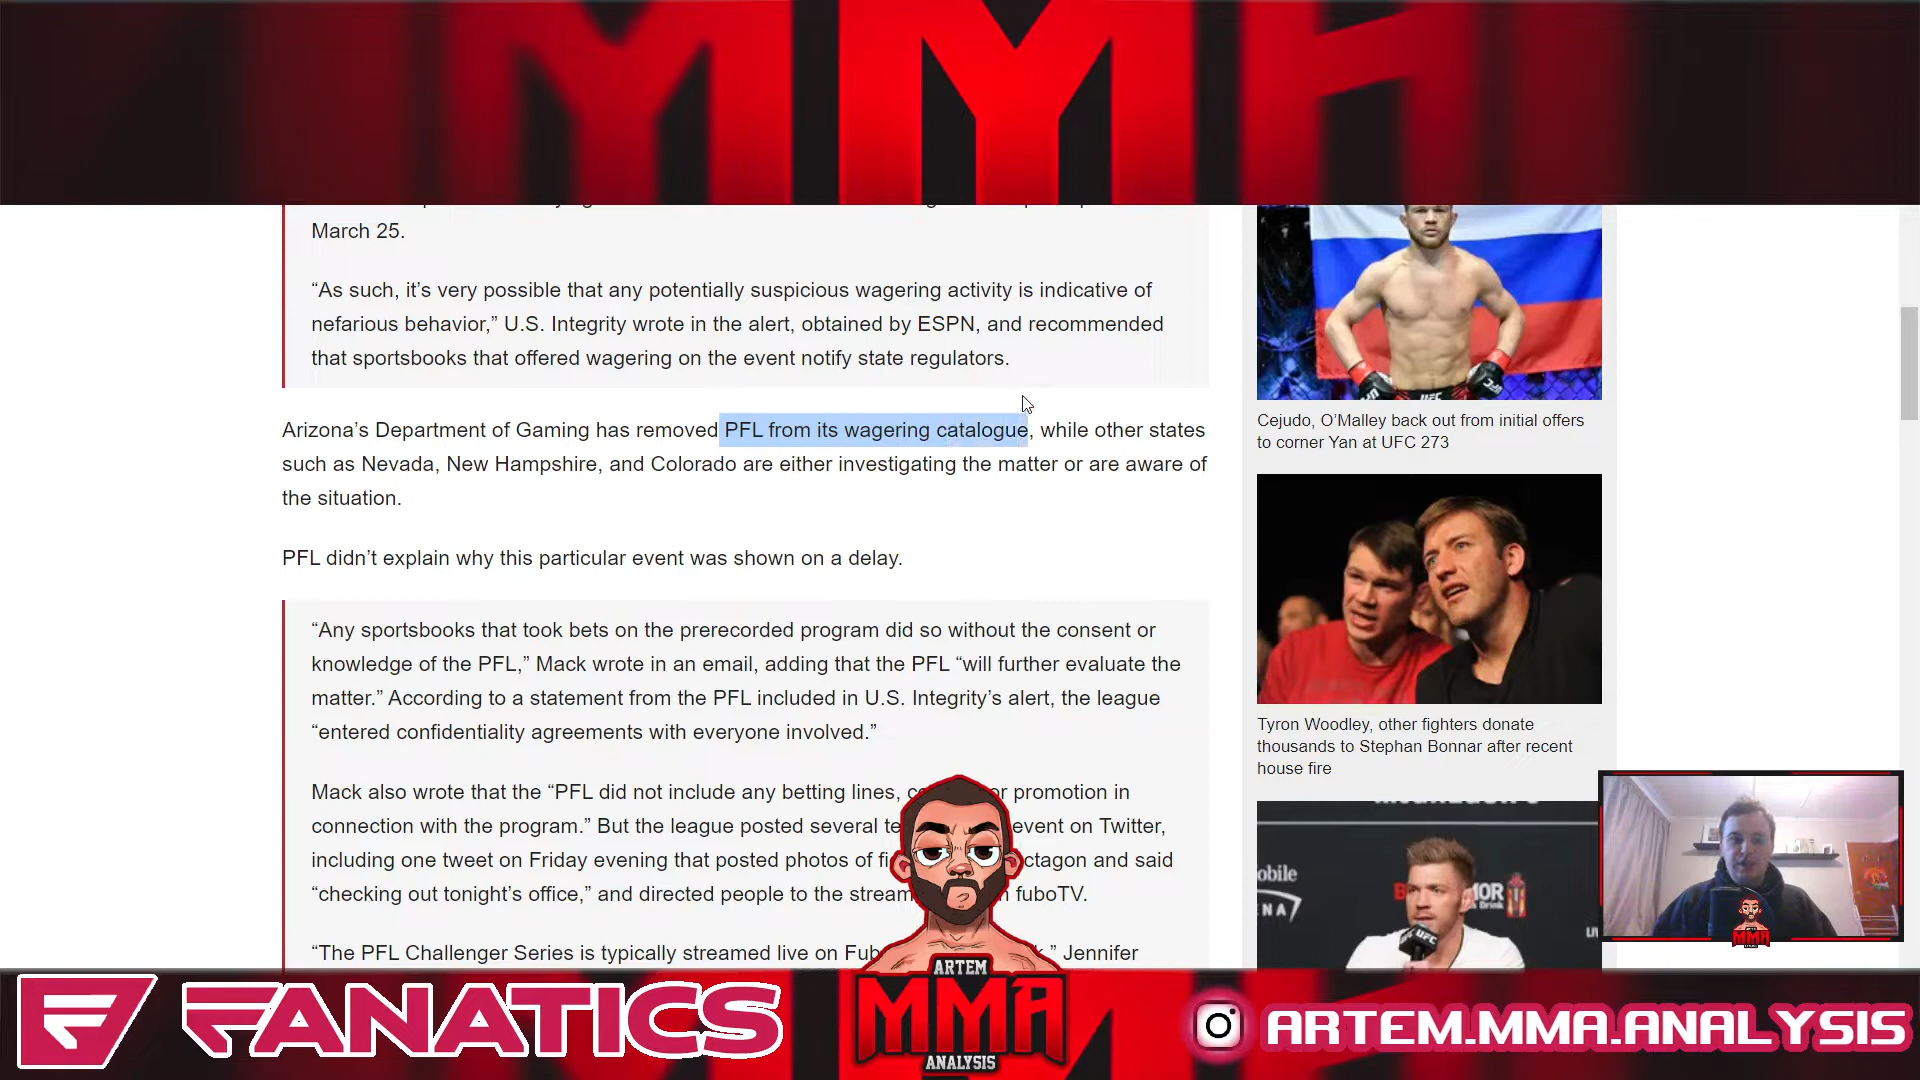 MMA
March 25.
“As such, it’s very possible that any potentially suspicious wagering activity is indicative of
nefarious behavior,” U.S. Integrity wrote in the alert, obtained by ESPN, and recommended
that sportsbooks that offered wagering on the event notify state regulators.
Arizona’s Department of Gaming has removed PFL from its wagering catalogue, while other states
such as Nevada, New Hampshire, and Colorado are either investigating the matter or are aware of
the situation.
PFL didn’t explain why this particular event was shown on a delay.
“Any sportsbooks that took bets on the prerecorded program did so without the consent or
knowledge of the PFL,” Mack wrote in an email, adding that the PFL “will further evaluate the
matter.” According to a statement from the PFL included in U.S. Integrity’s alert, the league
“entered confidentiality agreements with everyone involved.”
Mack also wrote that the “PFL did not include any betting lines, or promotion in
connection with the program.” But the league posted several event on Twitter,
including one tweet on Friday evening that posted photos of and said
“checking out tonight’s office,” and directed people to the stream fuboTV.
“The PFL Challenger Series is typically streamed live on Jennifer
Cejudo, O’Malley back out from initial offers
to corner Yan at UFC 273
Tyron Woodley, other fighters donate
thousands to Stephan Bonnar after recent
house fire
UFC
FANATICS
ARTEM
MMA
ANALYSIS
ARTEM.MMA.ANALYSIS
MMA